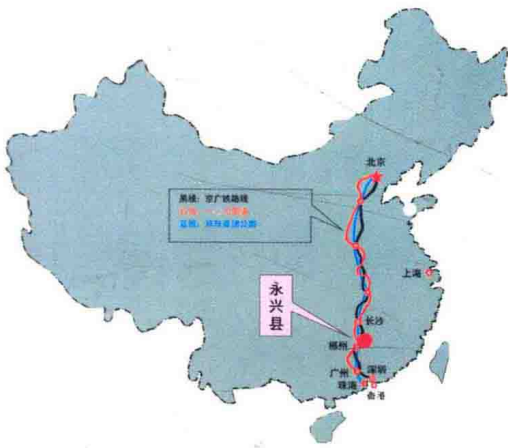 北京
黑线：京广铁路线
蓝线：京珠高速公路
上海
永兴县
长沙
郴州
广州
深圳
珠海
香港